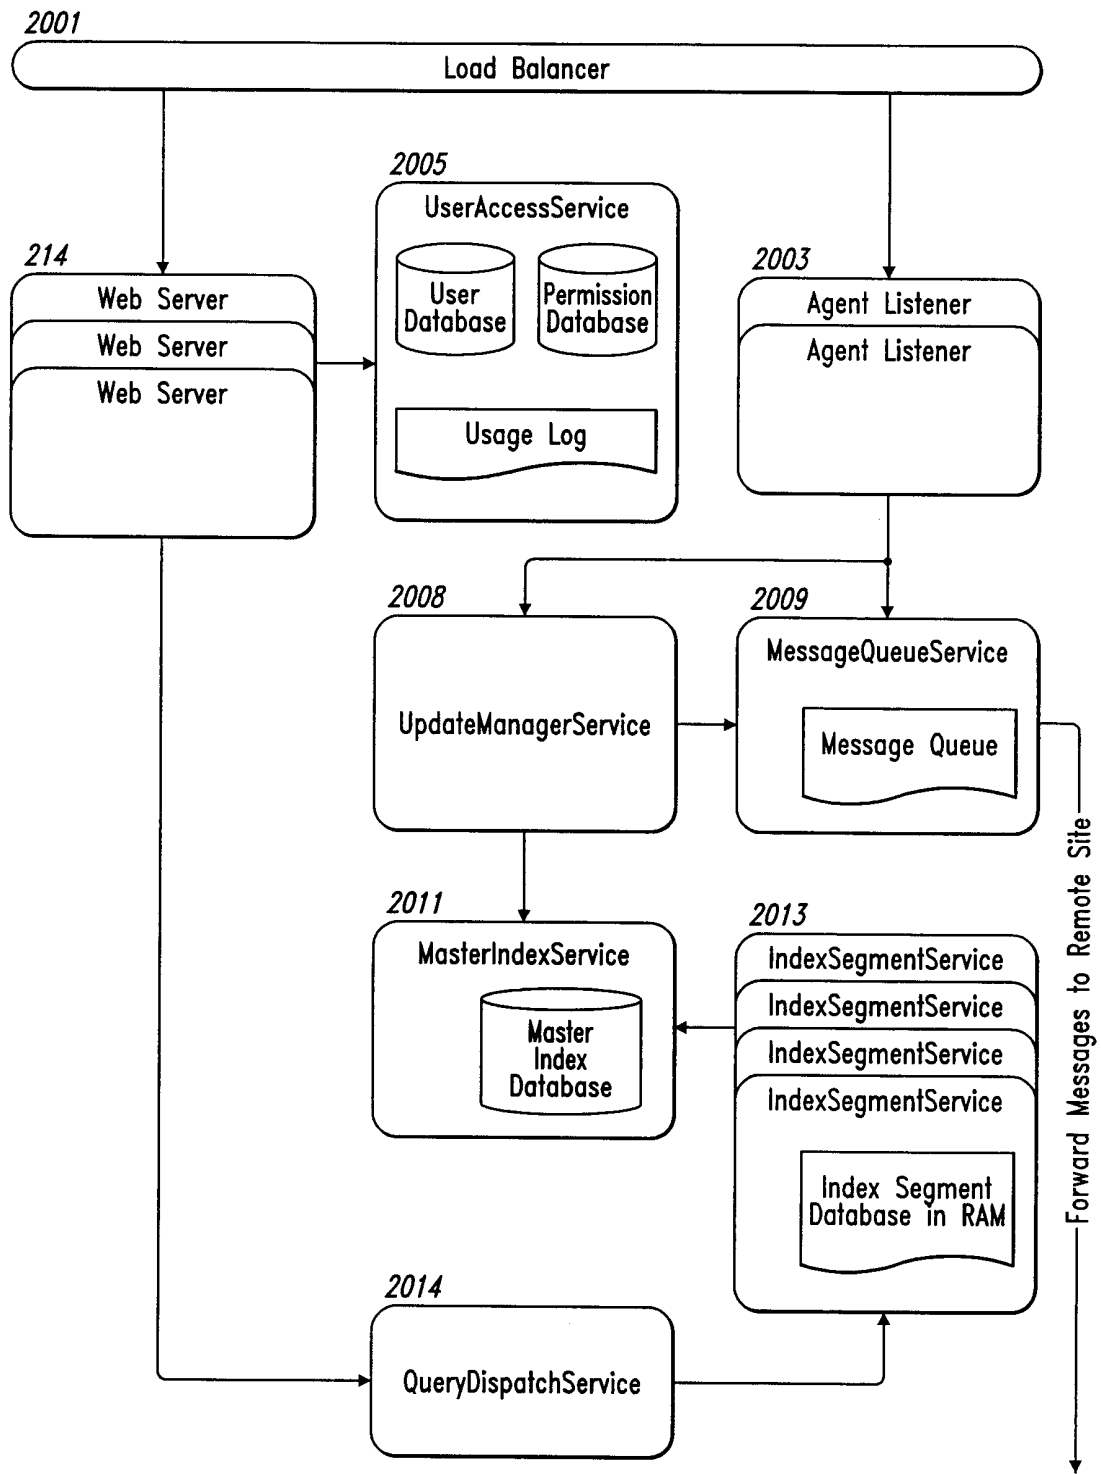 2001
Load Balancer
2005
UserAccessService
User
Database
Permission
Database
Usage Log
214
Web Server
Web Server
Web Server
2003
Agent Listener
Agent Listener
2008
UpdateManagerService
2009
MessageQueueService
Message Queue
Forward Messages to Remote Site
2011
MasterIndexService
Master
Index
Database
2013
IndexSegmentService
IndexSegmentService
IndexSegmentService
IndexSegmentService
Index Segment
Database in RAM
2014
QueryDispatchService